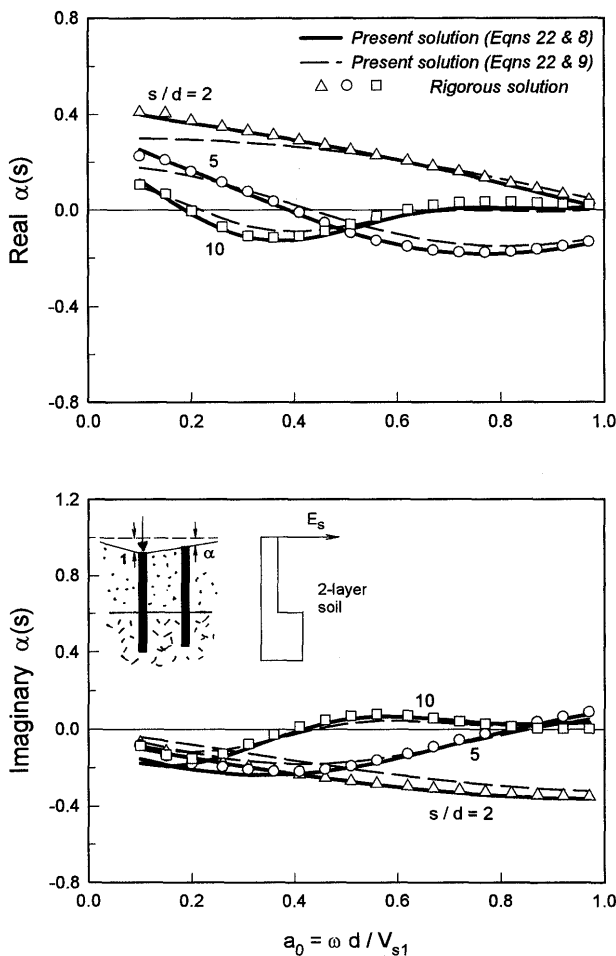 Present solution (Eqns 22 & 8)
Present solution (Eqns 22 & 9)
Rigorous solution
s / d = 2
5
10
Real α(s)
0.8
0.4
0.0
-0.4
-0.8
0.0 0.2 0.4 0.6 0.8 1.0
Imaginary α(s)
1.2
0.8
0.4
0.0
-0.4
-0.8
1
α
E_s
2-layer
soil
10
5
s / d = 2
0.0 0.2 0.4 0.6 0.8 1.0
a_0 = ω d / V_s1